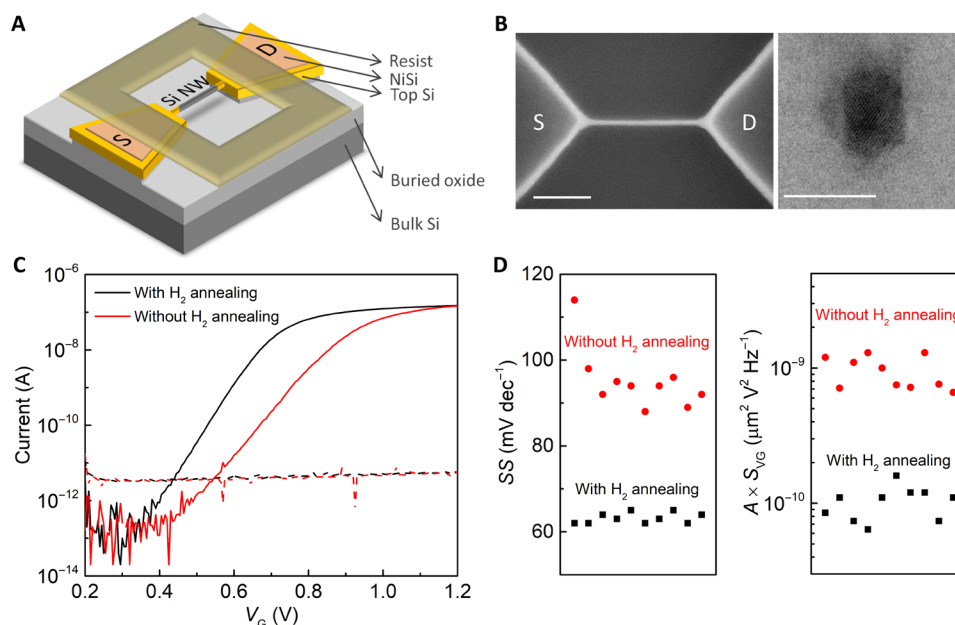 A
Resist
NiSi
Top Si
Si NW
D
S
Buried oxide
Bulk Si
B
S
D
C
10⁻⁶
10⁻⁸
10⁻¹⁰
10⁻¹²
10⁻¹⁴
Current (A)
With H₂ annealing
Without H₂ annealing
0.2 0.4 0.6 0.8 1.0 1.2
V_G (V)
D
120
100
80
60
SS (mV dec⁻¹)
Without H₂ annealing
With H₂ annealing
10⁻⁹
10⁻¹⁰
A × S_VG (μm² V² Hz⁻¹)
Without H₂ annealing
With H₂ annealing